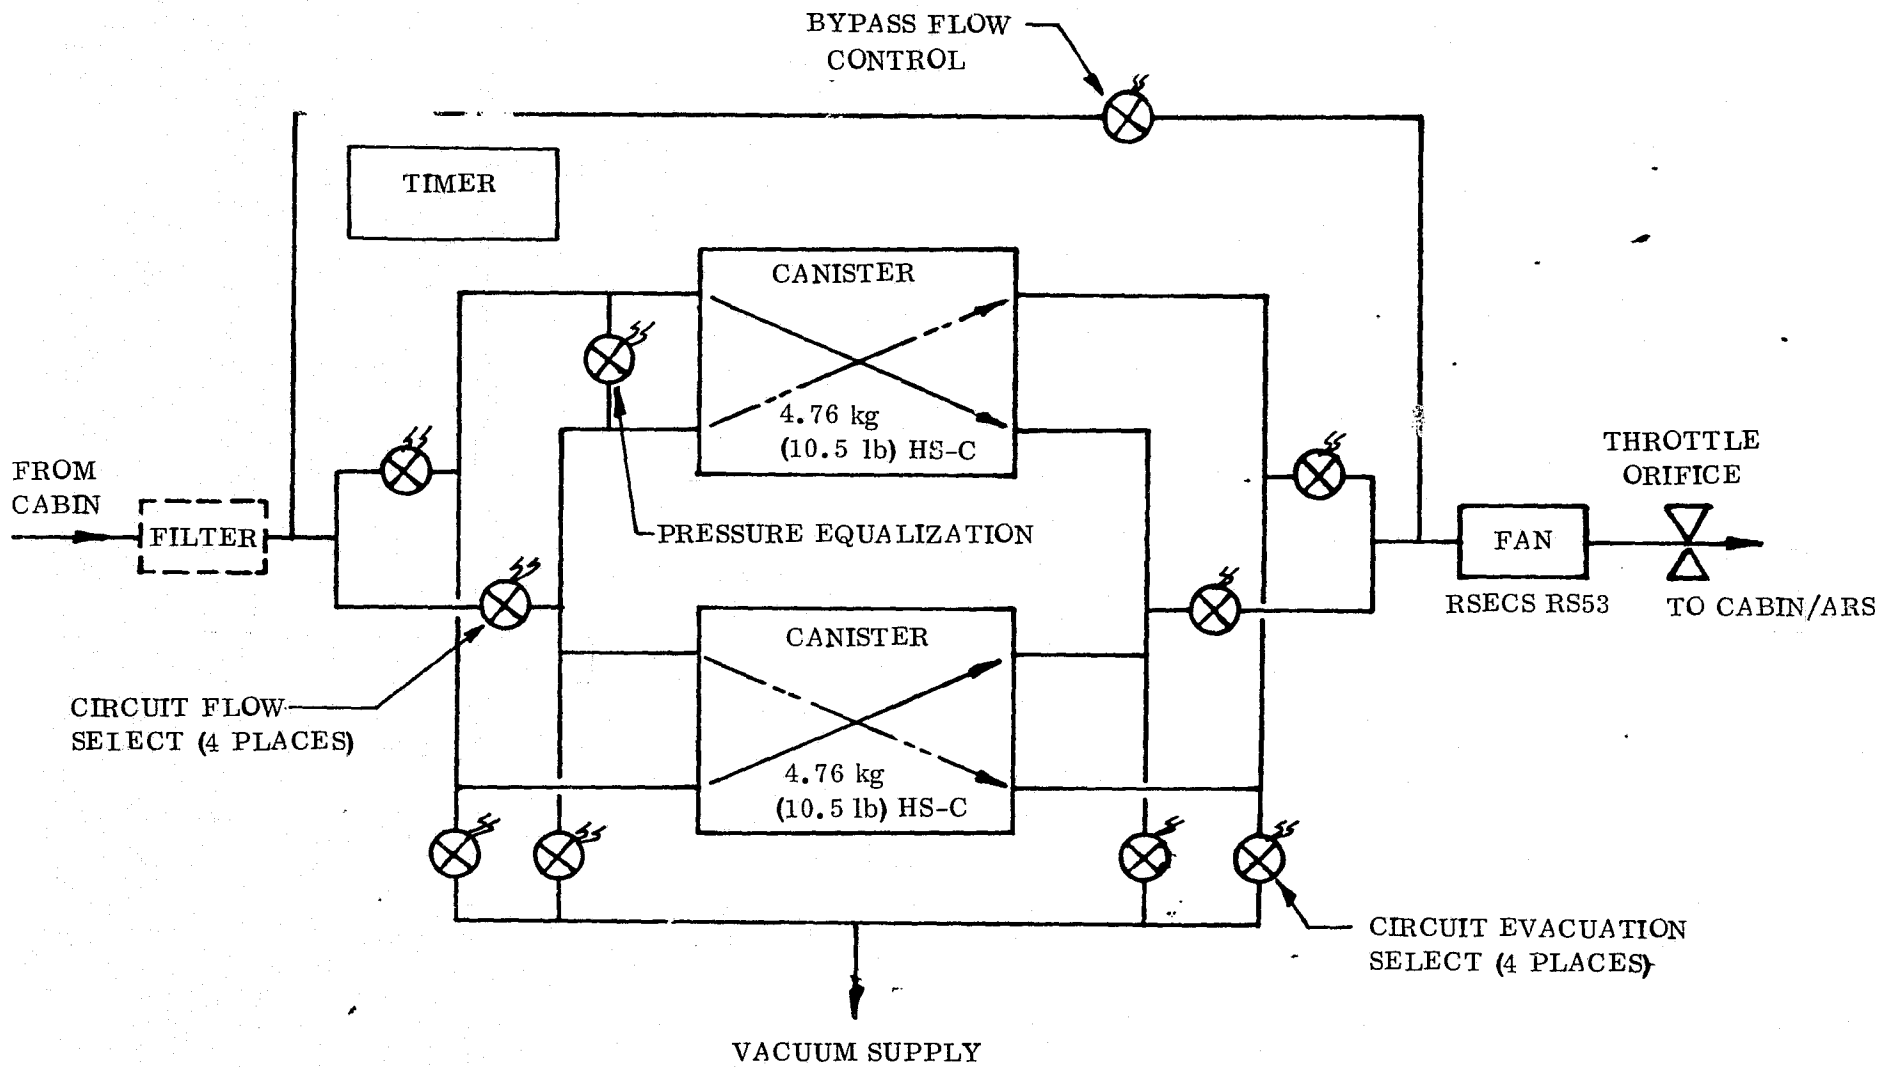 BYPASS FLOW
CONTROL
TIMER
CANISTER
4.76 kg
(10.5 lb) HS-C
FROM
CABIN
FILTER
PRESSURE EQUALIZATION
THROTTLE
ORIFICE
FAN
RSECS RS53
TO CABIN/ARS
CANISTER
4.76 kg
(10.5 lb) HS-C
CIRCUIT FLOW
SELECT (4 PLACES)
CIRCUIT EVACUATION
SELECT (4 PLACES)
VACUUM SUPPLY